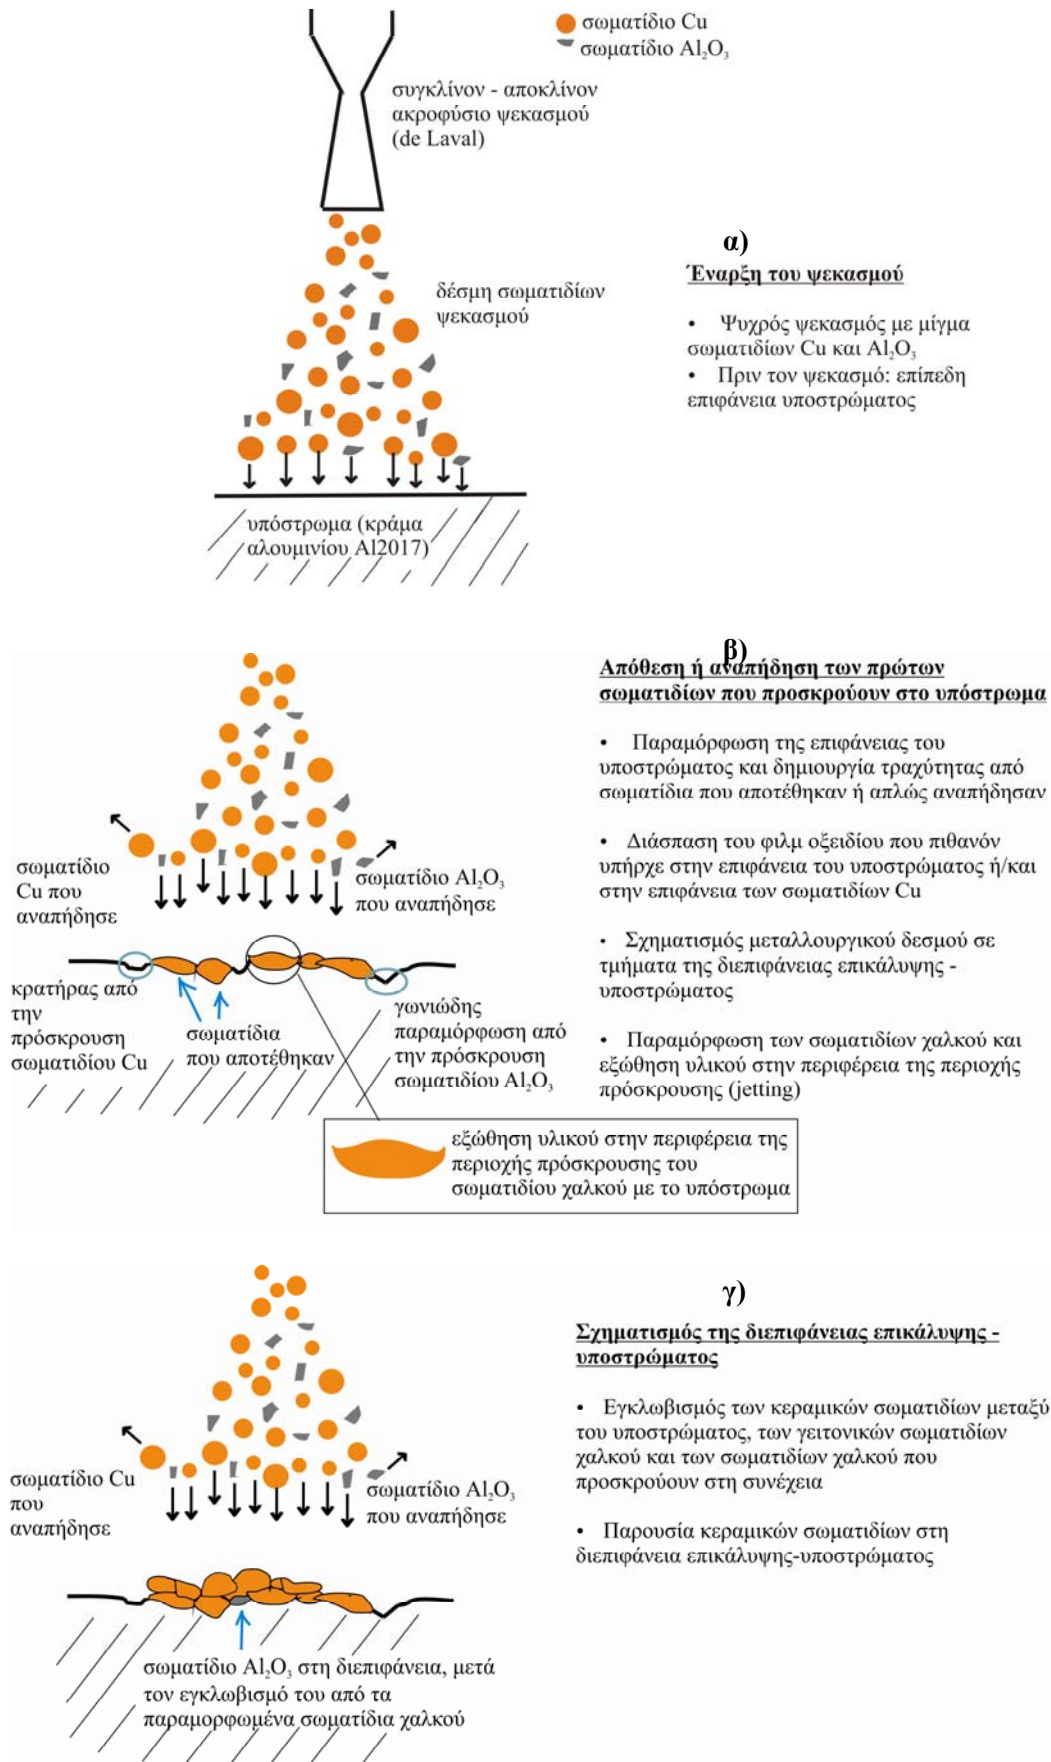 σωματίδιο Cu
σωματίδιο Al₂O₃
συγκλίνον - αποκλίνον
ακροφύσιο ψεκασμού
(de Laval)
δέσμη σωματιδίων
ψεκασμού
υπόστρωμα (κράμα
αλουμινίου Al2017)
α)
Έναρξη του ψεκασμού
• Ψυχρός ψεκασμός με μίγμα
σωματιδίων Cu και Al₂O₃
• Πριν τον ψεκασμό: επίπεδη
επιφάνεια υποστρώματος
β)
Απόθεση ή αναπήδηση των πρώτων
σωματιδίων που προσκρούουν στο υπόστρωμα
• Παραμόρφωση της επιφάνειας του
υποστρώματος και δημιουργία τραχύτητας από
σωματίδια που αποτέθηκαν ή απλώς αναπήδησαν
• Διάσπαση του φιλμ οξειδίου που πιθανόν
υπήρχε στην επιφάνεια του υποστρώματος ή/και
στην επιφάνεια των σωματιδίων Cu
• Σχηματισμός μεταλλουργικού δεσμού σε
τμήματα της διεπιφάνειας επικάλυψης -
υποστρώματος
• Παραμόρφωση των σωματιδίων χαλκού και
εξώθηση υλικού στην περιφέρεια της περιοχής
πρόσκρουσης (jetting)
σωματίδιο
Cu που
αναπήδησε
σωματίδιο Al₂O₃
που αναπήδησε
κρατήρας από
την
πρόσκρουση
σωματιδίου Cu
σωματίδια
που αποτέθηκαν
γωνιώδης
παραμόρφωση από
την πρόσκρουση
σωματιδίου Al₂O₃
εξώθηση υλικού στην περιφέρεια της
περιοχής πρόσκρουσης του
σωματιδίου χαλκού με το υπόστρωμα
γ)
Σχηματισμός της διεπιφάνειας επικάλυψης -
υποστρώματος
• Εγκλωβισμός των κεραμικών σωματιδίων μεταξύ
του υποστρώματος, των γειτονικών σωματιδίων
χαλκού και των σωματιδίων χαλκού που
προσκρούουν στη συνέχεια
• Παρουσία κεραμικών σωματιδίων στη
διεπιφάνεια επικάλυψης-υποστρώματος
σωματίδιο Cu
που
αναπήδησε
σωματίδιο Al₂O₃
που αναπήδησε
σωματίδιο Al₂O₃ στη διεπιφάνεια, μετά
τον εγκλωβισμό του από τα
παραμορφωμένα σωματίδια χαλκού